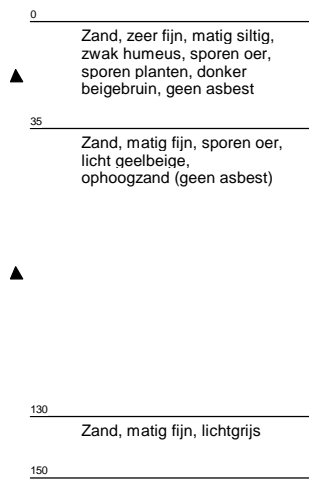 0
Zand, zeer fijn, matig siltig,
zwak humeus, sporen oer,
sporen planten, donker
beigebruin, geen asbest
35
Zand, matig fijn, sporen oer,
licht geelbeige,
ophoogzand (geen asbest)
130
Zand, matig fijn, lichtgrijs
150